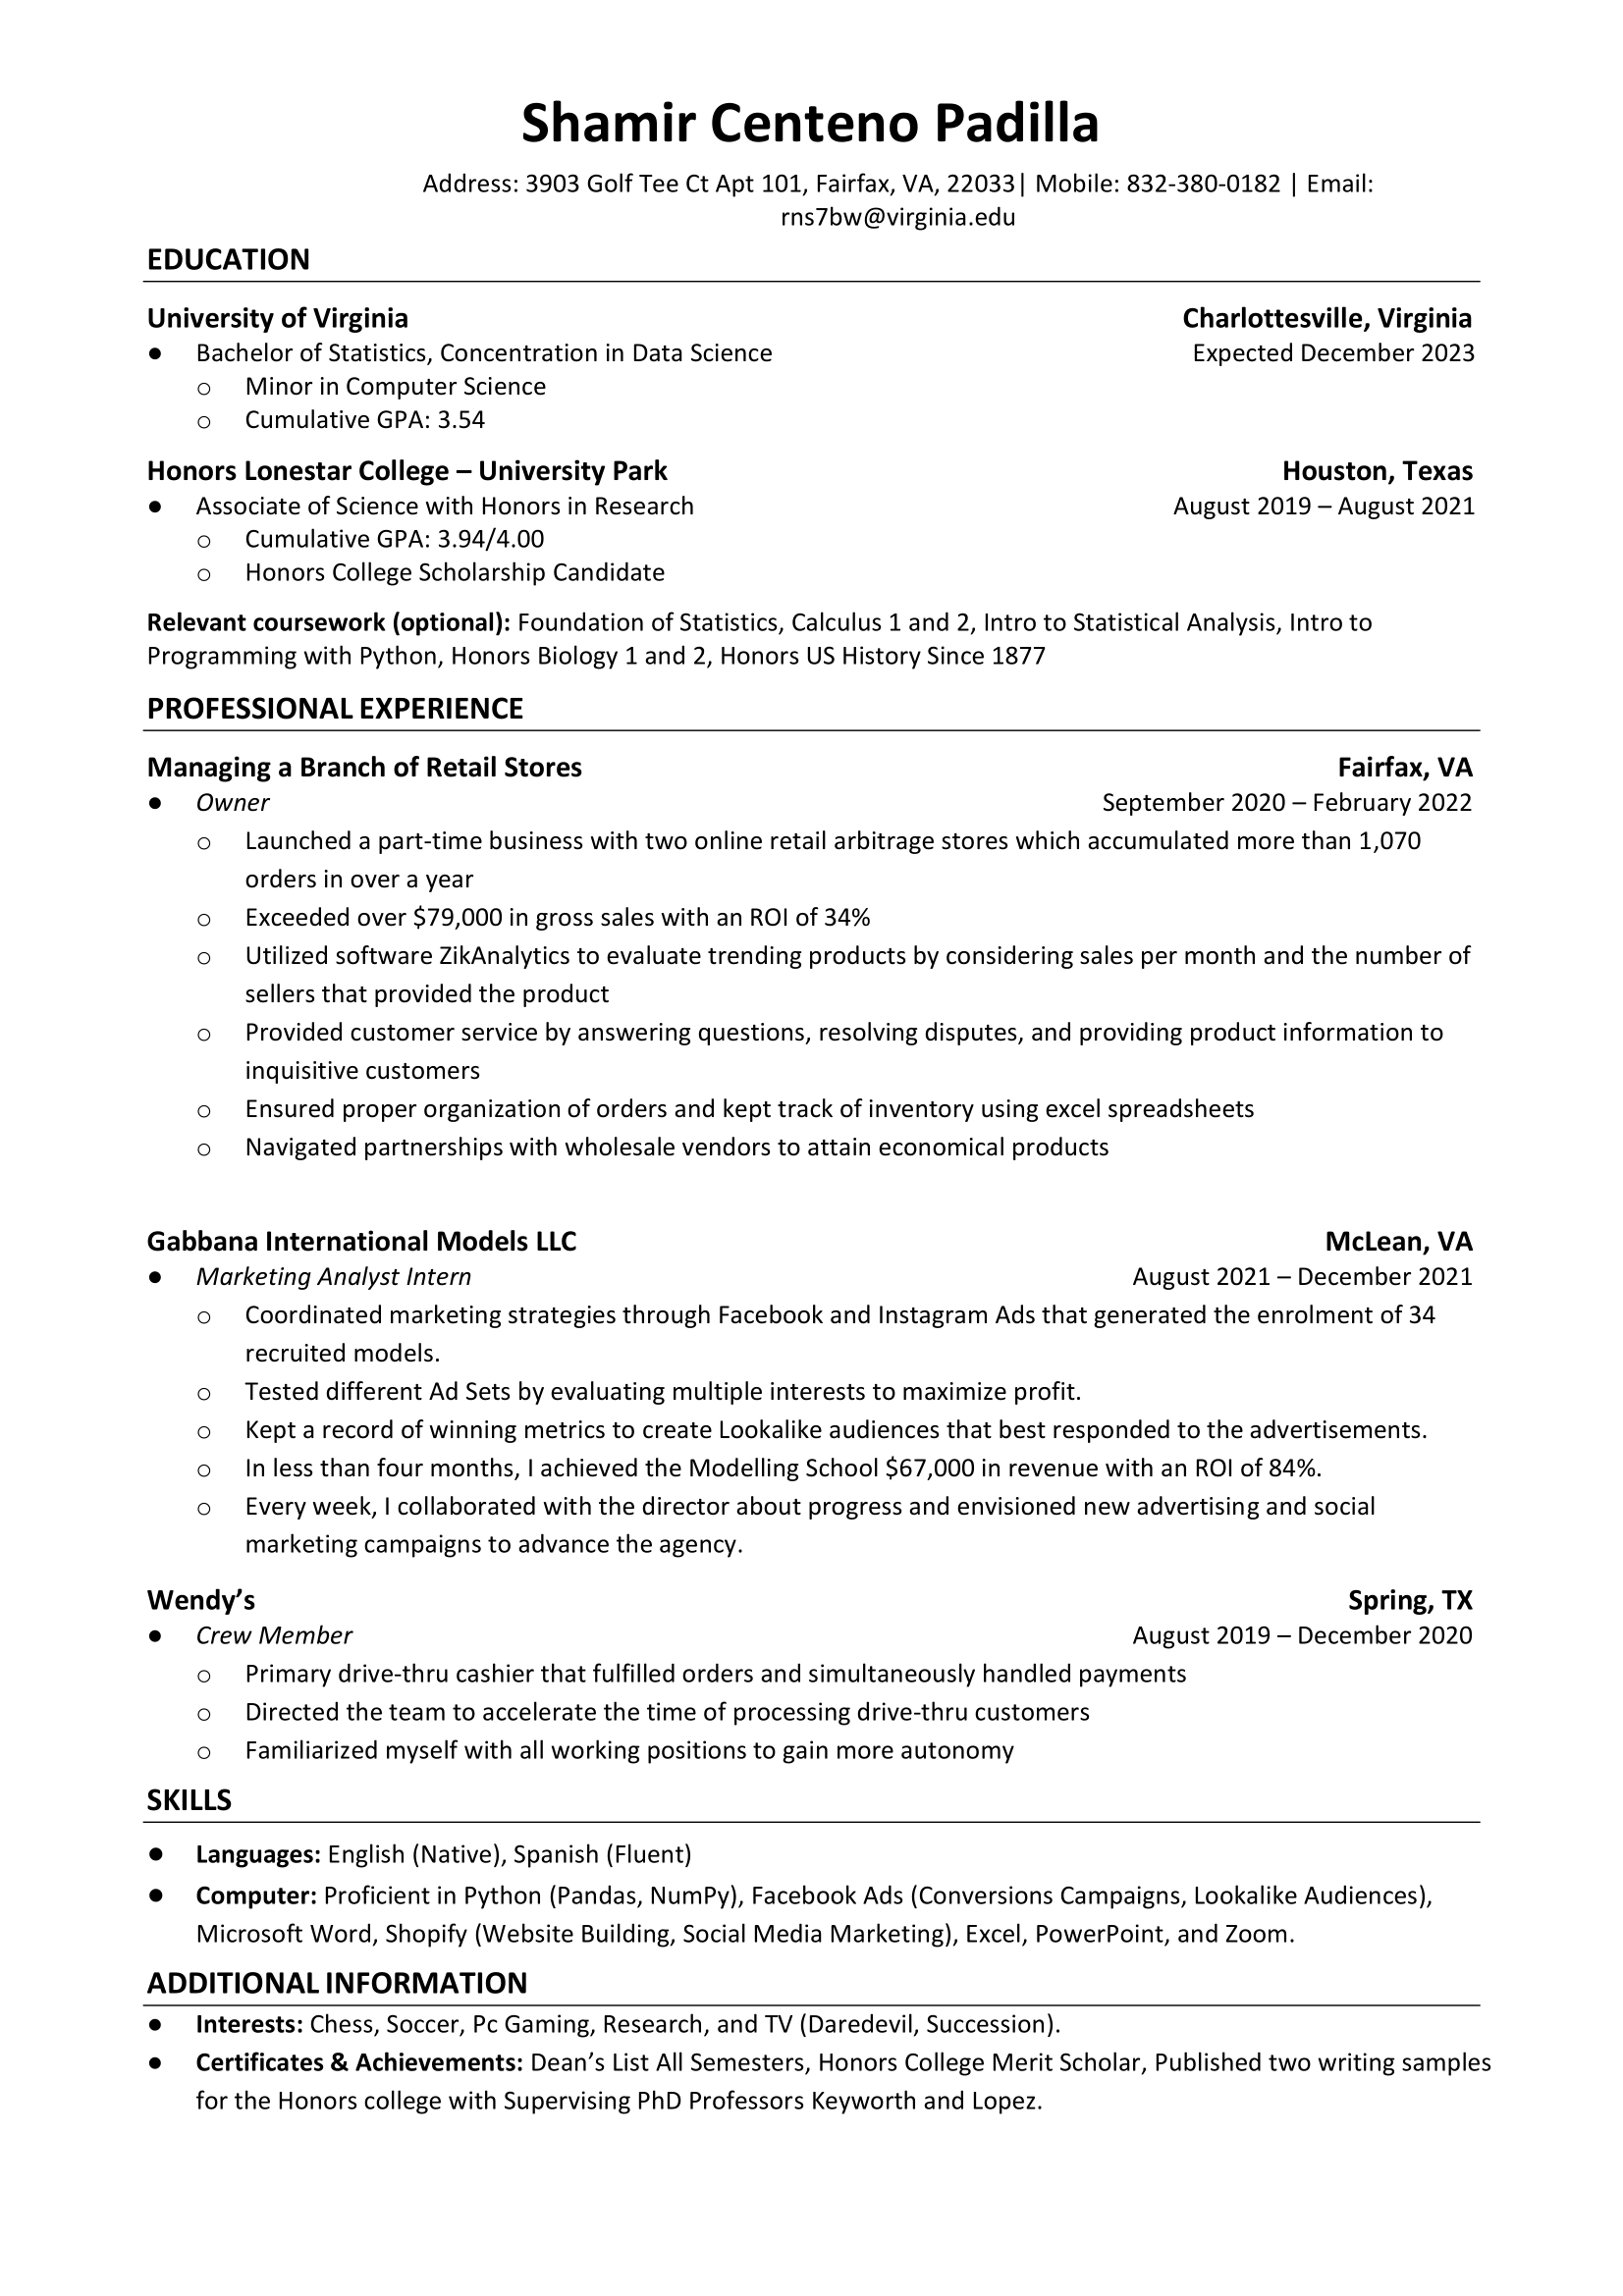 Shamir Centeno Padilla
Address: 3903 Golf Tee Ct Apt 101, Fairfax, VA, 22033| Mobile: 832-380-0182 | Email:
rns7bw@virginia.edu
EDUCATION
University of Virginia Charlottesville, Virginia
● Bachelor of Statistics, Concentration in Data Science Expected December 2023
o Minor in Computer Science
o Cumulative GPA: 3.54
Honors Lonestar College – University Park Houston, Texas
● Associate of Science with Honors in Research August 2019 – August 2021
o Cumulative GPA: 3.94/4.00
o Honors College Scholarship Candidate
Relevant coursework (optional): Foundation of Statistics, Calculus 1 and 2, Intro to Statistical Analysis, Intro to
Programming with Python, Honors Biology 1 and 2, Honors US History Since 1877
PROFESSIONAL EXPERIENCE
Managing a Branch of Retail Stores Fairfax, VA
● Owner September 2020 – February 2022
o Launched a part-time business with two online retail arbitrage stores which accumulated more than 1,070
orders in over a year
o Exceeded over $79,000 in gross sales with an ROI of 34%
o Utilized software ZikAnalytics to evaluate trending products by considering sales per month and the number of
sellers that provided the product
o Provided customer service by answering questions, resolving disputes, and providing product information to
inquisitive customers
o Ensured proper organization of orders and kept track of inventory using excel spreadsheets
o Navigated partnerships with wholesale vendors to attain economical products
Gabbana International Models LLC McLean, VA
● Marketing Analyst Intern August 2021 – December 2021
o Coordinated marketing strategies through Facebook and Instagram Ads that generated the enrolment of 34
recruited models.
o Tested different Ad Sets by evaluating multiple interests to maximize profit.
o Kept a record of winning metrics to create Lookalike audiences that best responded to the advertisements.
o In less than four months, I achieved the Modelling School $67,000 in revenue with an ROI of 84%.
o Every week, I collaborated with the director about progress and envisioned new advertising and social
marketing campaigns to advance the agency.
Wendy’s Spring, TX
● Crew Member August 2019 – December 2020
o Primary drive-thru cashier that fulfilled orders and simultaneously handled payments
o Directed the team to accelerate the time of processing drive-thru customers
o Familiarized myself with all working positions to gain more autonomy
SKILLS
● Languages: English (Native), Spanish (Fluent)
● Computer: Proficient in Python (Pandas, NumPy), Facebook Ads (Conversions Campaigns, Lookalike Audiences),
Microsoft Word, Shopify (Website Building, Social Media Marketing), Excel, PowerPoint, and Zoom.
ADDITIONAL INFORMATION
● Interests: Chess, Soccer, Pc Gaming, Research, and TV (Daredevil, Succession).
● Certificates & Achievements: Dean’s List All Semesters, Honors College Merit Scholar, Published two writing samples
for the Honors college with Supervising PhD Professors Keyworth and Lopez.